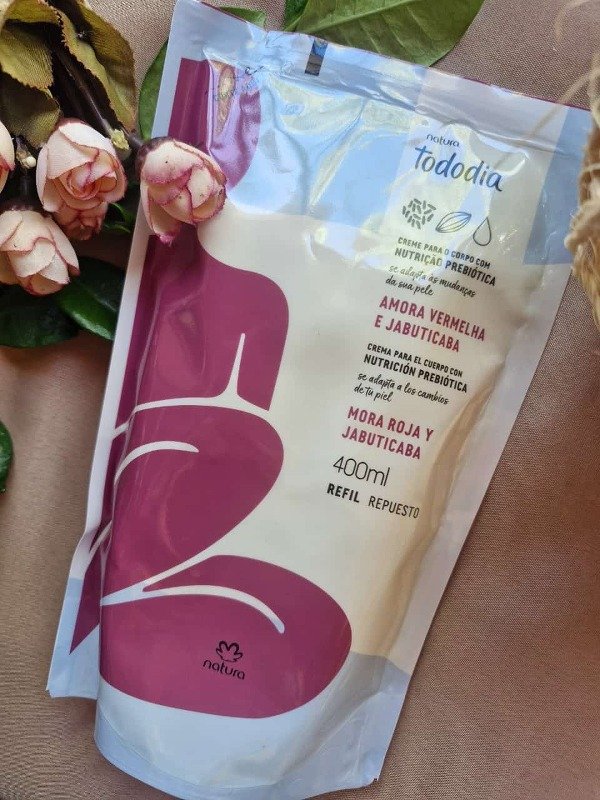 natura
tododia
CREME PARA O CORPO COM
NUTRIÇÃO PREBIÓTICA
se adapta às mudanças
da sua pele
AMORA VERMELHA
E JABUTICABA
CREMA PARA EL CUERPO CON
NUTRICIÓN PREBIÓTICA
se adapta a los cambios
de tu piel
MORA ROJA Y
JABUTICABA
400ml
REFIL REPUESTO
natura